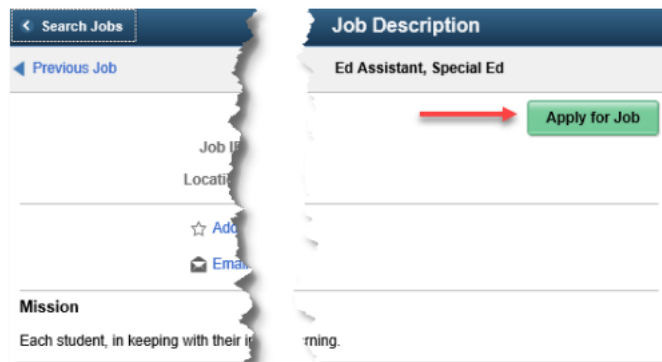 Search Jobs
Job Description
Previous Job
Ed Assistant, Special Ed
Apply for Job
Job
Mission
Each student, in keeping with their